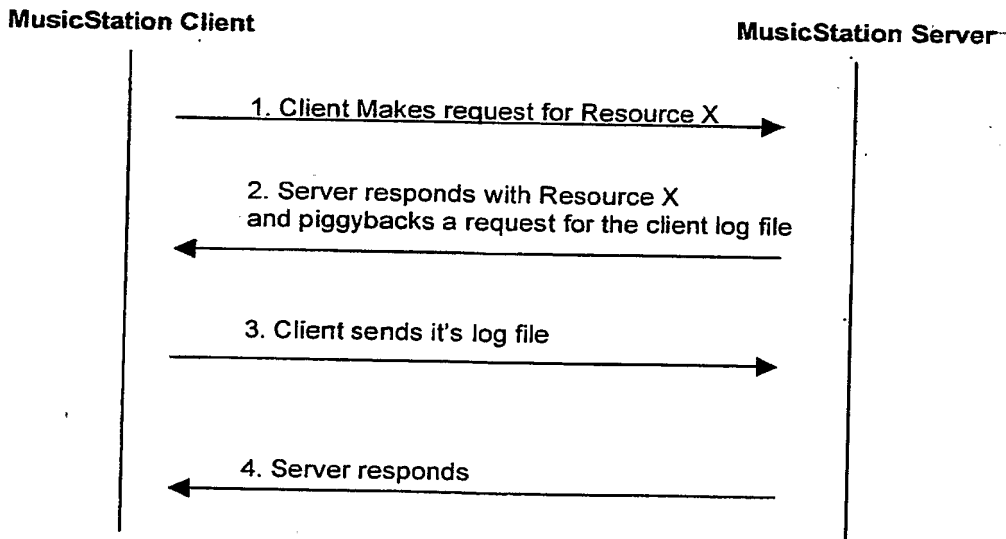 MusicStation Client
MusicStation Server
1. Client Makes request for Resource X
2. Server responds with Resource X
and piggybacks a request for the client log file
3. Client sends it's log file
4. Server responds